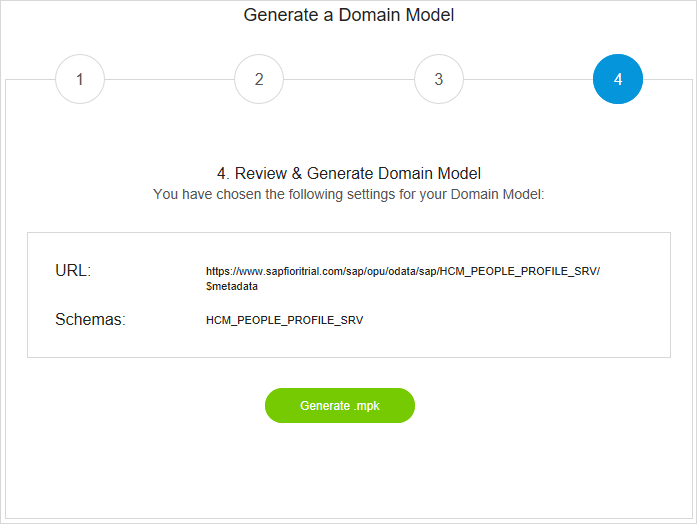 Generate a Domain Model
1
2
3
4
4. Review & Generate Domain Model
You have chosen the following settings for your Domain Model:
URL:
https://www.sapfioritrial.com/sap/opu/odata/sap/HCM_PEOPLE_PROFILE_SRV/
$metadata
Schemas:
HCM_PEOPLE_PROFILE_SRV
Generate .mpk